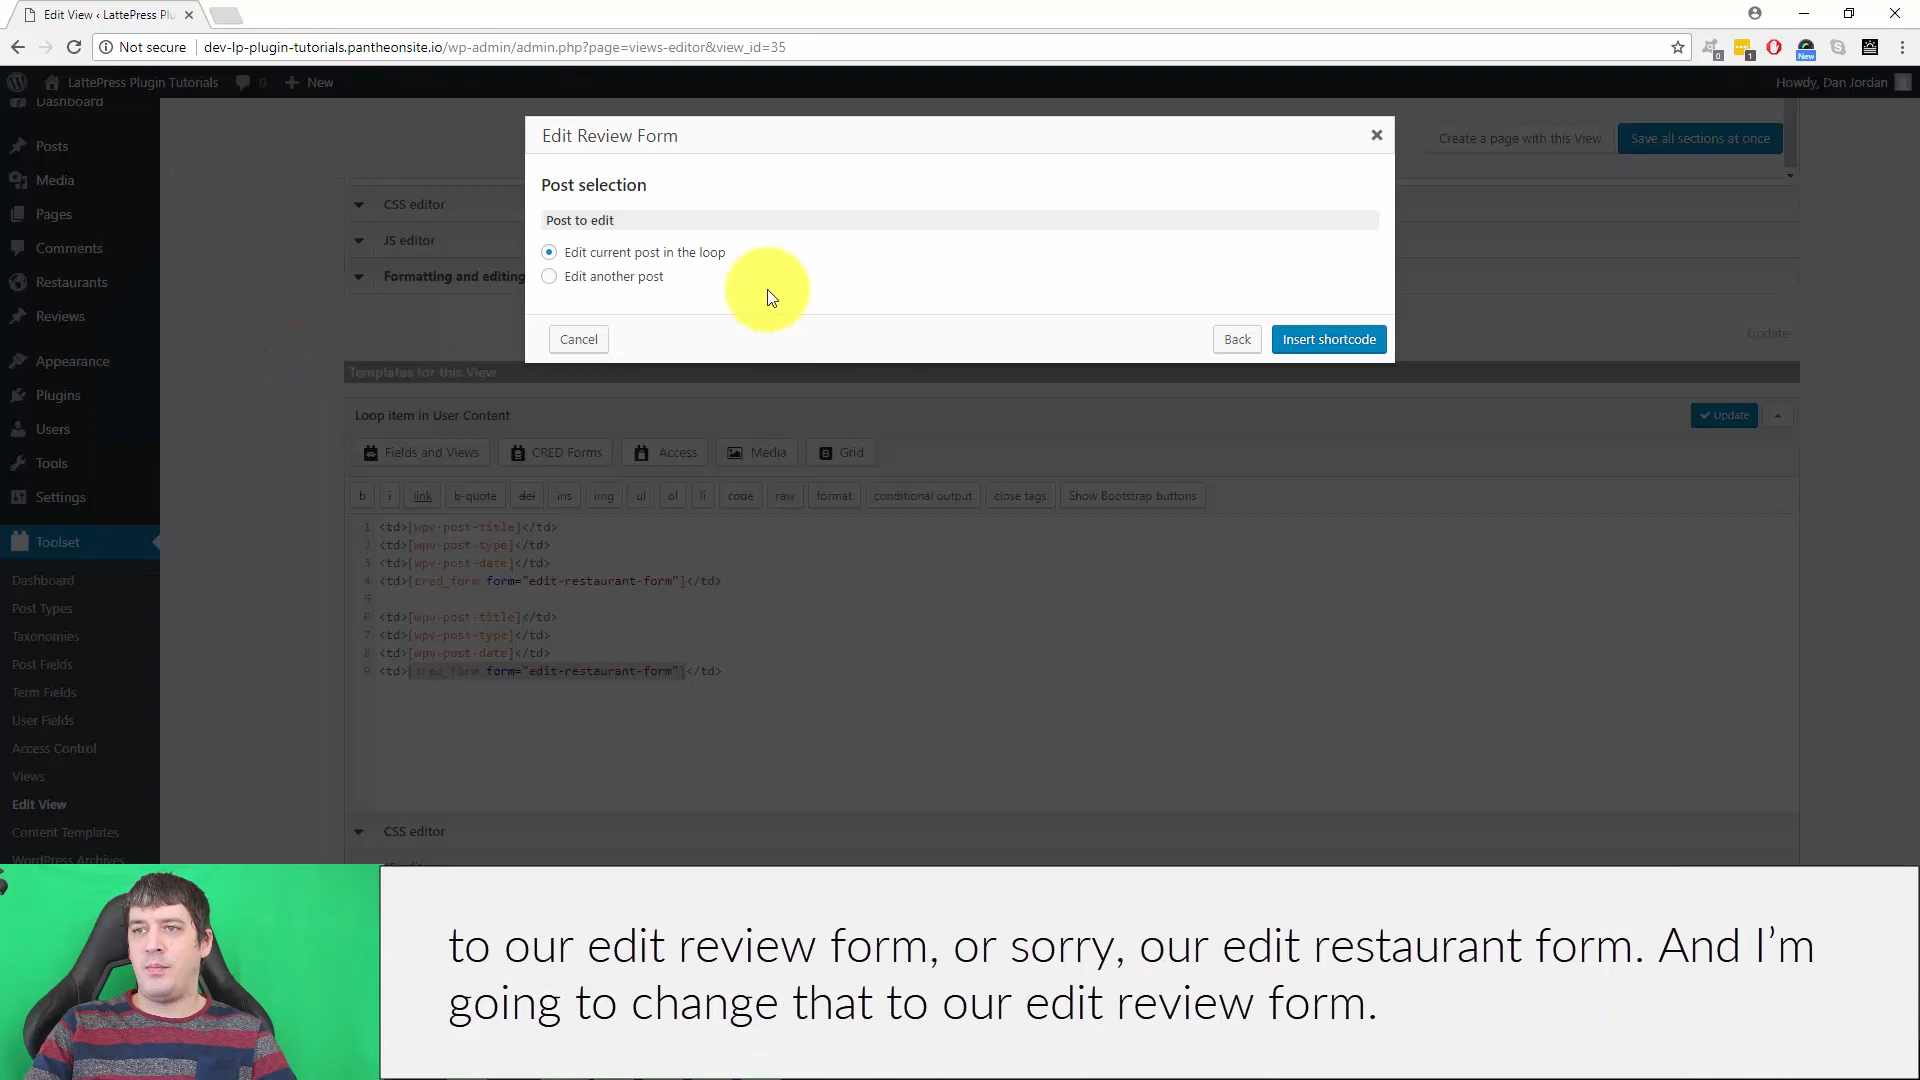 Edit View ‹ LattePress Plu
Not secure
dev-lp-plugin-tutorials.pantheonsite.io/wp-admin/admin.php?page=views-editor&view_id=35
0
1
New
LattePress Plugin Tutorials
0
New
Howdy, Dan Jordan
Dashboard
Posts
Media
Pages
Comments
Restaurants
Reviews
Appearance
Plugins
Users
Tools
Settings
Toolset
Dashboard
Post Types
Taxonomies
Post Fields
Term Fields
User Fields
Access Control
Views
Edit View
Content Templates
WordPress Archives
Create a page with this View
Save all sections at once
CSS editor
JS editor
Formatting and editing
Update
Edit Review Form
Post selection
Post to edit
Edit current post in the loop
Edit another post
Cancel
Back
Insert shortcode
Templates for this View
Loop item in User Content
Update
Fields and Views
CRED Forms
Access
Media
Grid
b i link b-quote del ins img ul ol li code raw format conditional output close tags Show Bootstrap buttons
1 <td>[wpv-post-title]</td>
2 <td>[wpv-post-type]</td>
3 <td>[wpv-post-date]</td>
4 <td>[cred_form form="edit-restaurant-form"]</td>
5
6 <td>[wpv-post-title]</td>
7 <td>[wpv-post-type]</td>
8 <td>[wpv-post-date]</td>
9 <td>[cred_form form="edit-restaurant-form"]</td>
CSS editor
to our edit review form, or sorry, our edit restaurant form. And I’m
going to change that to our edit review form.